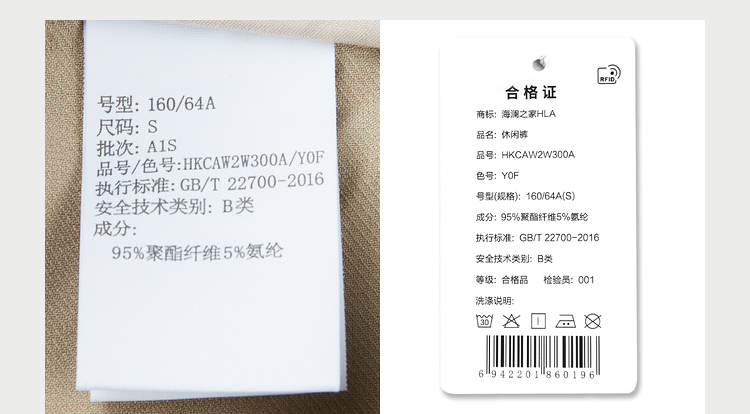 号型: 160/64A
尺码: S
批次: A1S
品号/色号:HKCAW2W300A/Y0F
执行标准: GB/T 22700-2016
安全技术类别: B类
成分:
95%聚酯纤维5%氨纶
RFID
合格证
商标: 海澜之家HLA
品名: 休闲裤
品号: HKCAW2W300A
色号: Y0F
号型(规格): 160/64A(S)
成分: 95%聚酯纤维5%氨纶
执行标准: GB/T 22700-2016
安全技术类别: B类
等级: 合格品 检验员: 001
洗涤说明:
30
6 942201 860196